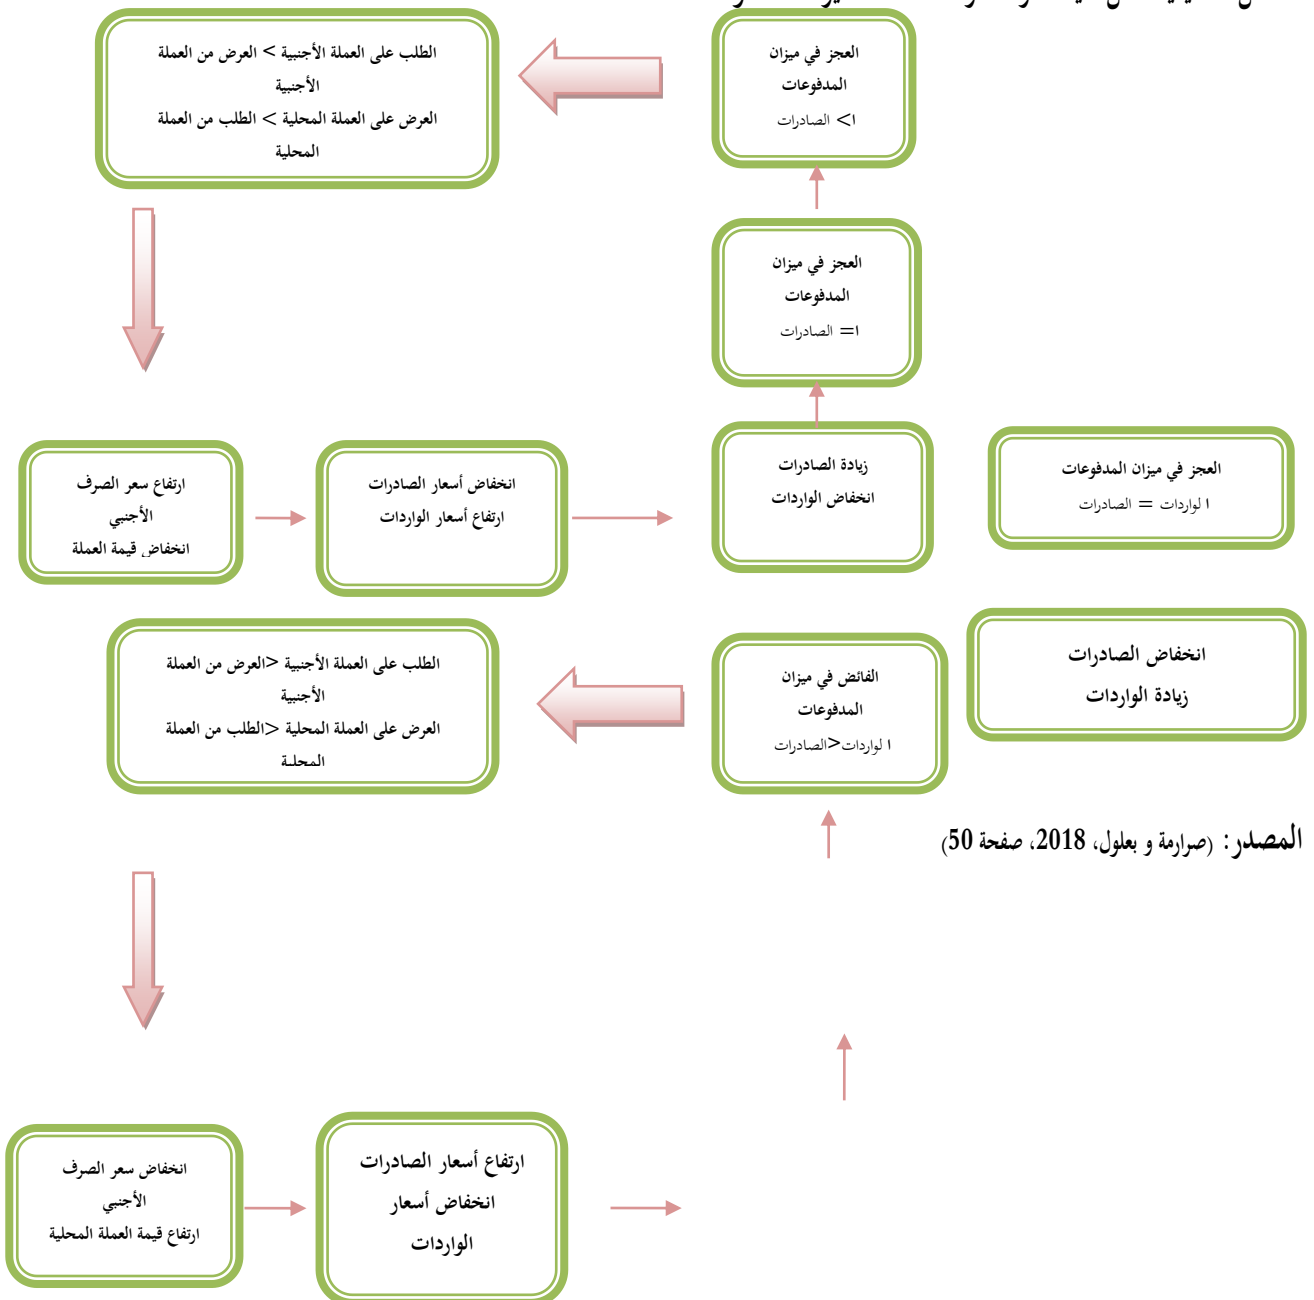 العجز في ميزان
المدفوعات
ا> الصادرات
الطلب على العملة الأجنبية > العرض من العملة
الأجنبية
العرض على العملة المحلية > الطلب من العملة
المحلية
العجز في ميزان
المدفوعات
ا= الصادرات
ارتفاع سعر الصرف
الأجنبي
انخفاض قيمة العملة
انخفاض أسعار الصادرات
ارتفاع أسعار الواردات
زيادة الصادرات
انخفاض الواردات
العجز في ميزان المدفوعات
ا لواردات = الصادرات
انخفاض الصادرات
زيادة الواردات
الفائض في ميزان
المدفوعات
ا لواردات<الصادرات
الطلب على العملة الأجنبية <العرض من العملة
الأجنبية
العرض على العملة المحلية <الطلب من العملة
المحلية
المصدر: (صرارمة و بعلول، 2018، صفحة 50)
انخفاض سعر الصرف
الأجنبي
ارتفاع قيمة العملة المحلية
ارتفاع أسعار الصادرات
انخفاض أسعار
الواردات